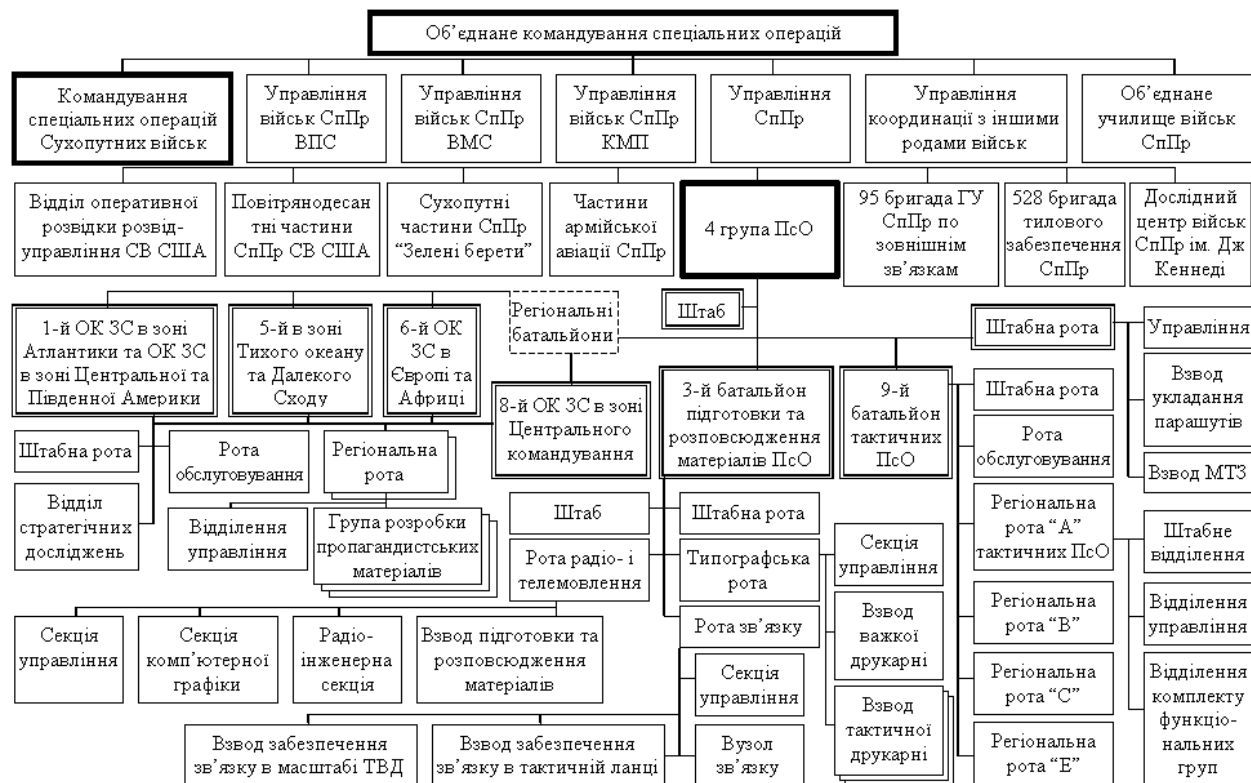 Об’єднане командування спеціальних операцій
Командування
спеціальних операцій
Сухопутних військ
Управління
військ СпПр
ВПС
Управління
військ СпПр
ВМС
Управління
військ СпПр
КМП
Управління
СпПр
Управління
координації з іншими
родами військ
Об’єднане
училище військ
СпПр
Відділ оперативної
розвідки розвід-
управління СВ США
Повітрянодесан
тні частини
СпПр СВ США
Сухопутні
частини СпПр
“Зелені берети”
Частини
армійської
авіації СпПр
4 група ПсО
95 бригада ГУ
СпПр по
зовнішнім
зв’язкам
528 бригада
тилового
забезпечення
СпПр
Дослідний
центр військ
СпПр ім. Дж
Кеннеді
1-й ОК ЗС в зоні
Атлантики та ОК ЗС
в зоні Центральної та
Південної Америки
5-й в зоні
Тихого океану
та Далекого
Сходу
6-й ОК
ЗС в
Європі та
Африці
Регіональні
батальйони
Штаб
Штабна рота
Управління
8-й ОК ЗС в зоні
Центрального
командування
3-й батальйон
підготовки та
розповсюдження
матеріалів ПсО
9-й
батальйон
тактичних
ПсО
Штабна рота
Взвод
укладання
парашутів
Штабна рота
Рота
обслуговування
Регіональна
рота
Рота
обслуговування
Взвод МТЗ
Відділ
стратегічних
досліджень
Відділення
управління
Група розробки
пропагандистських
матеріалів
Штаб
Штабна рота
Регіональна
рота “А”
тактичних ПсО
Штабне
відділення
Рота радіо- і
телемовлення
Типографська
рота
Секція
управління
Секція
управління
Секція
комп’ютерної
графіки
Радіо-
інженерна
секція
Взвод підготовки та
розповсюдження
матеріалів
Рота зв’язку
Взвод
важкої
друкарні
Регіональна
рота “В”
Відділення
управління
Секція
управління
Регіональна
рота “С”
Відділення
комплекту
функціо-
нальних
груп
Взвод забезпечення
зв’язку в масштабі ТВД
Взвод забезпечення
зв’язку в тактичній ланці
Вузол
зв’язку
Взвод
тактичної
друкарні
Регіональна
рота “Е”